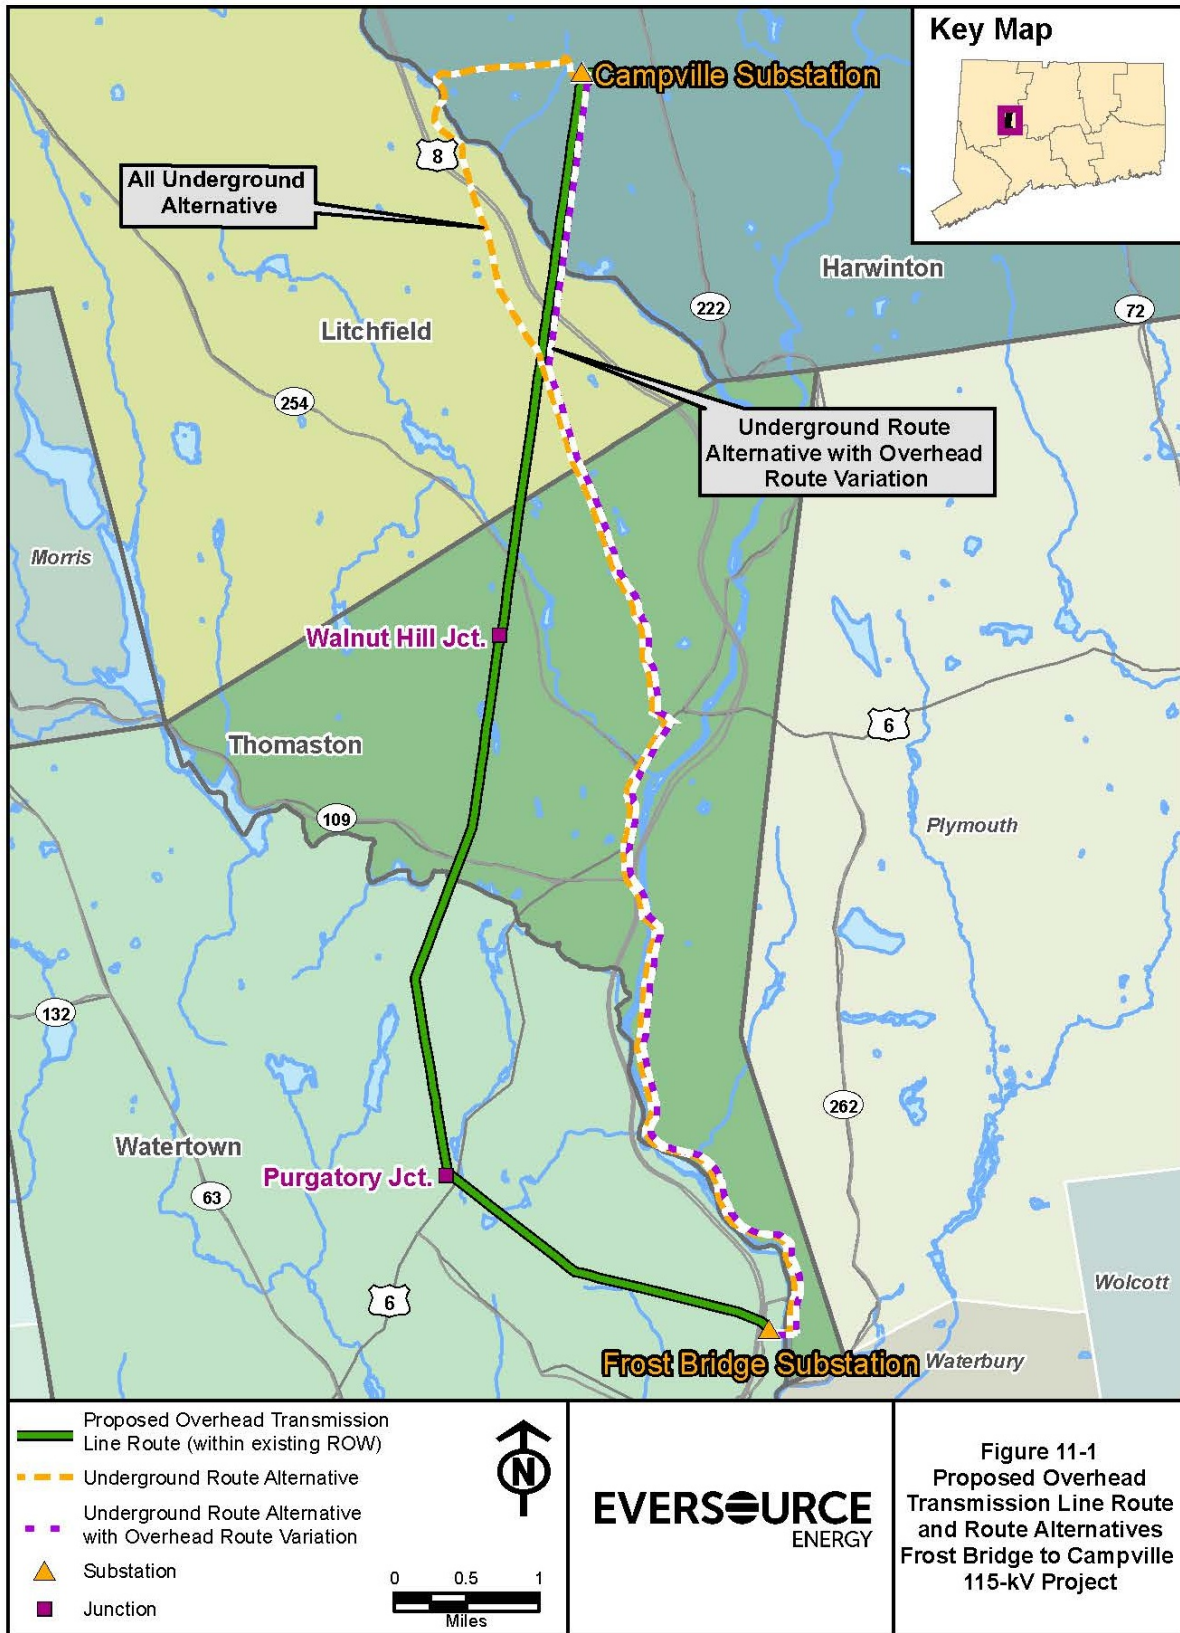 Key Map
Campville Substation
8
All Underground
Alternative
Harwinton
222
72
Litchfield
254
Underground Route
Alternative with Overhead
Route Variation
Morris
Walnut Hill Jct.
6
Thomaston
109
Plymouth
132
262
Watertown
Purgatory Jct.
63
6
Wolcott
Frost Bridge Substation
Waterbury
Proposed Overhead Transmission
Line Route (within existing ROW)
Underground Route Alternative
Underground Route Alternative
with Overhead Route Variation
Substation
Junction
N
0 0.5 1
Miles
EVERSOURCE
ENERGY
Figure 11-1
Proposed Overhead
Transmission Line Route
and Route Alternatives
Frost Bridge to Campville
115-kV Project